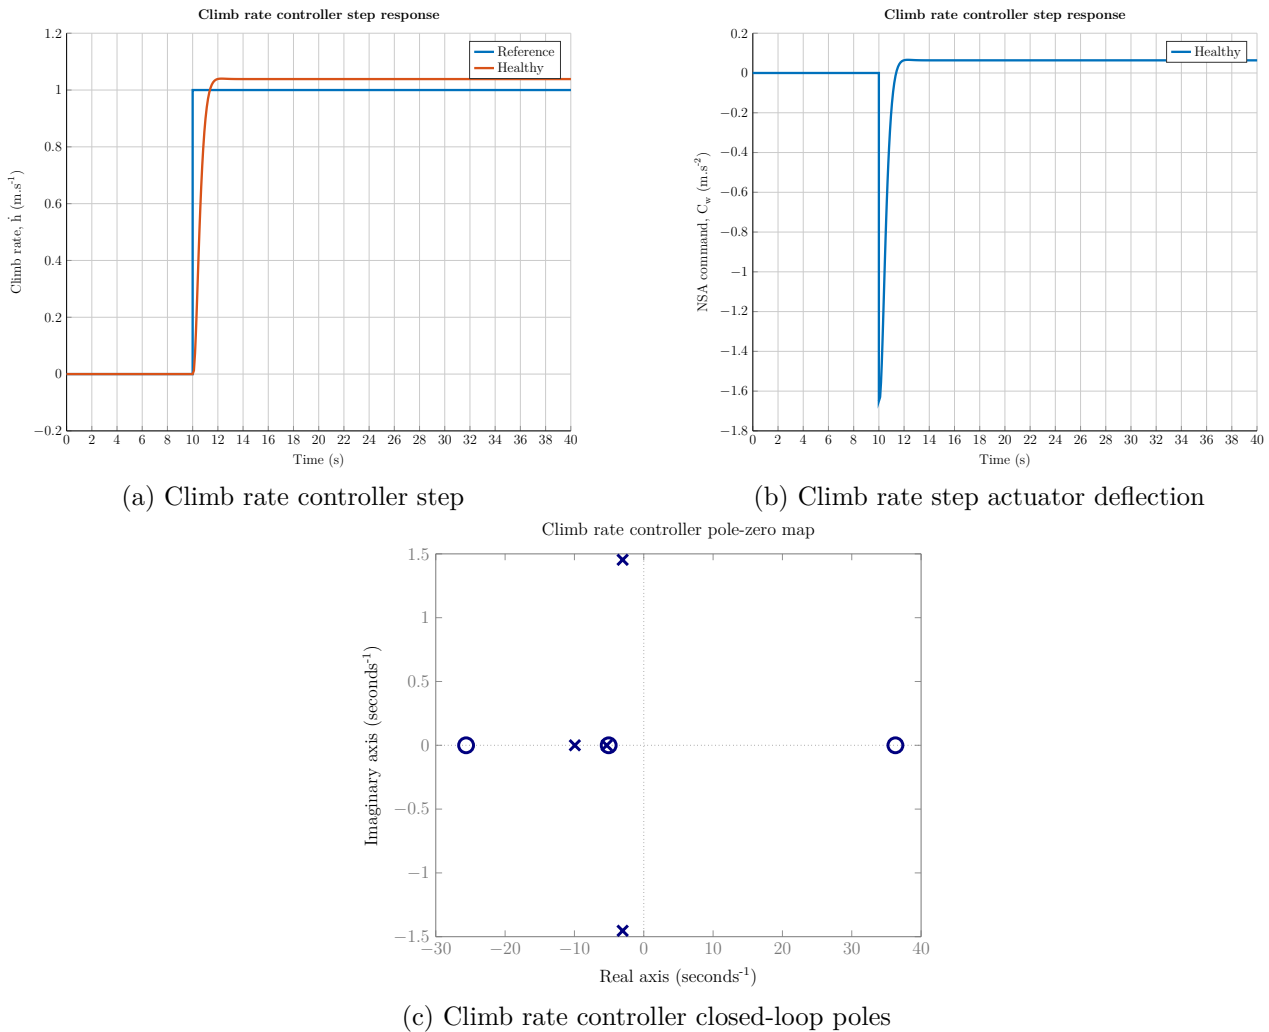 Climb rate controller step response
1.2
1
0.8
0.6
0.4
0.2
0
−0.2
Climb rate, ḣ (m.s-1)
Reference
Healthy
0 2 4 6 8 10 12 14 16 18 20 22 24 26 28 30 32 34 36 38 40
Time (s)
(a) Climb rate controller step
Climb rate controller step response
0.2
0
−0.2
−0.4
−0.6
−0.8
−1
−1.2
−1.4
−1.6
−1.8
NSA command, Cw (m.s-2)
Healthy
0 2 4 6 8 10 12 14 16 18 20 22 24 26 28 30 32 34 36 38 40
Time (s)
(b) Climb rate step actuator deflection
Climb rate controller pole-zero map
1.5
1
0.5
0
−0.5
−1
−1.5
Imaginary axis (seconds-1)
−30 −20 −10 0 10 20 30 40
Real axis (seconds-1)
(c) Climb rate controller closed-loop poles